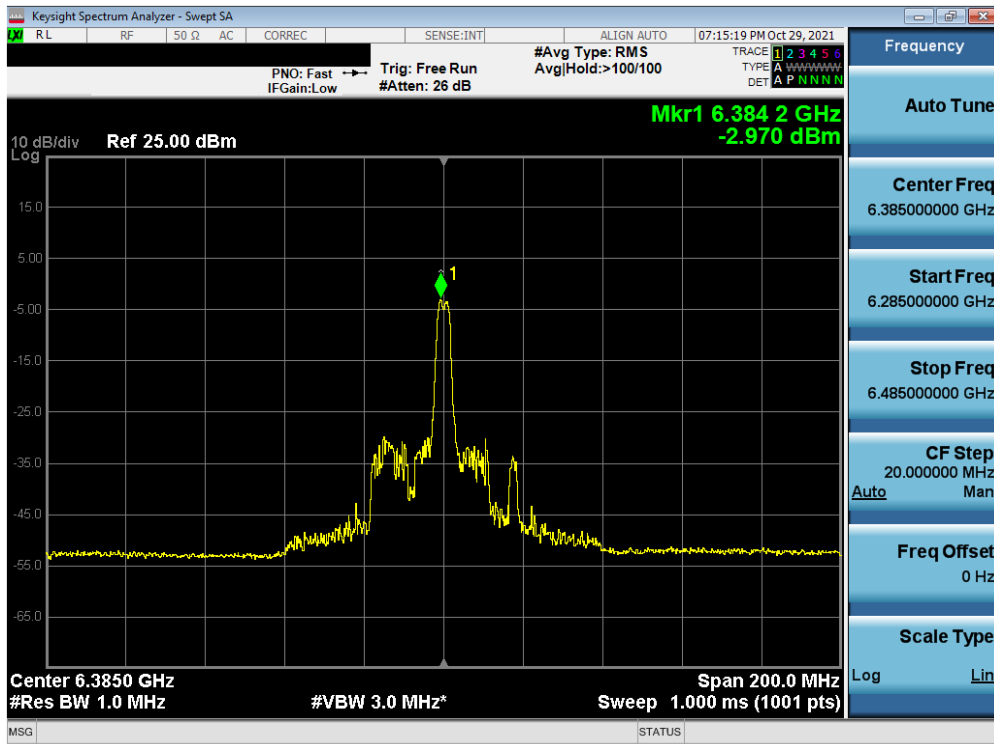 Keysight Spectrum Analyzer - Swept SA
LXI RL RF 50 Ω AC CORREC SENSE:INT ALIGN AUTO 07:15:19 PM Oct 29, 2021
PNO: Fast
IFGain:Low
Trig: Free Run
#Atten: 26 dB
#Avg Type: RMS
Avg|Hold:>100/100
TRACE 1 2 3 4 5 6
TYPE A WWWWW
DET A P N N N N
Mkr1 6.384 2 GHz
-2.970 dBm
10 dB/div
Log
Ref 25.00 dBm
15.0
5.00
-5.00
-15.0
-25.0
-35.0
-45.0
-55.0
-65.0
1
Center 6.3850 GHz
#Res BW 1.0 MHz
#VBW 3.0 MHz*
Span 200.0 MHz
Sweep 1.000 ms (1001 pts)
MSG
STATUS
Frequency
Auto Tune
Center Freq
6.385000000 GHz
Start Freq
6.285000000 GHz
Stop Freq
6.485000000 GHz
CF Step
20.000000 MHz
Auto Man
Freq Offset
0 Hz
Scale Type
Log Lin